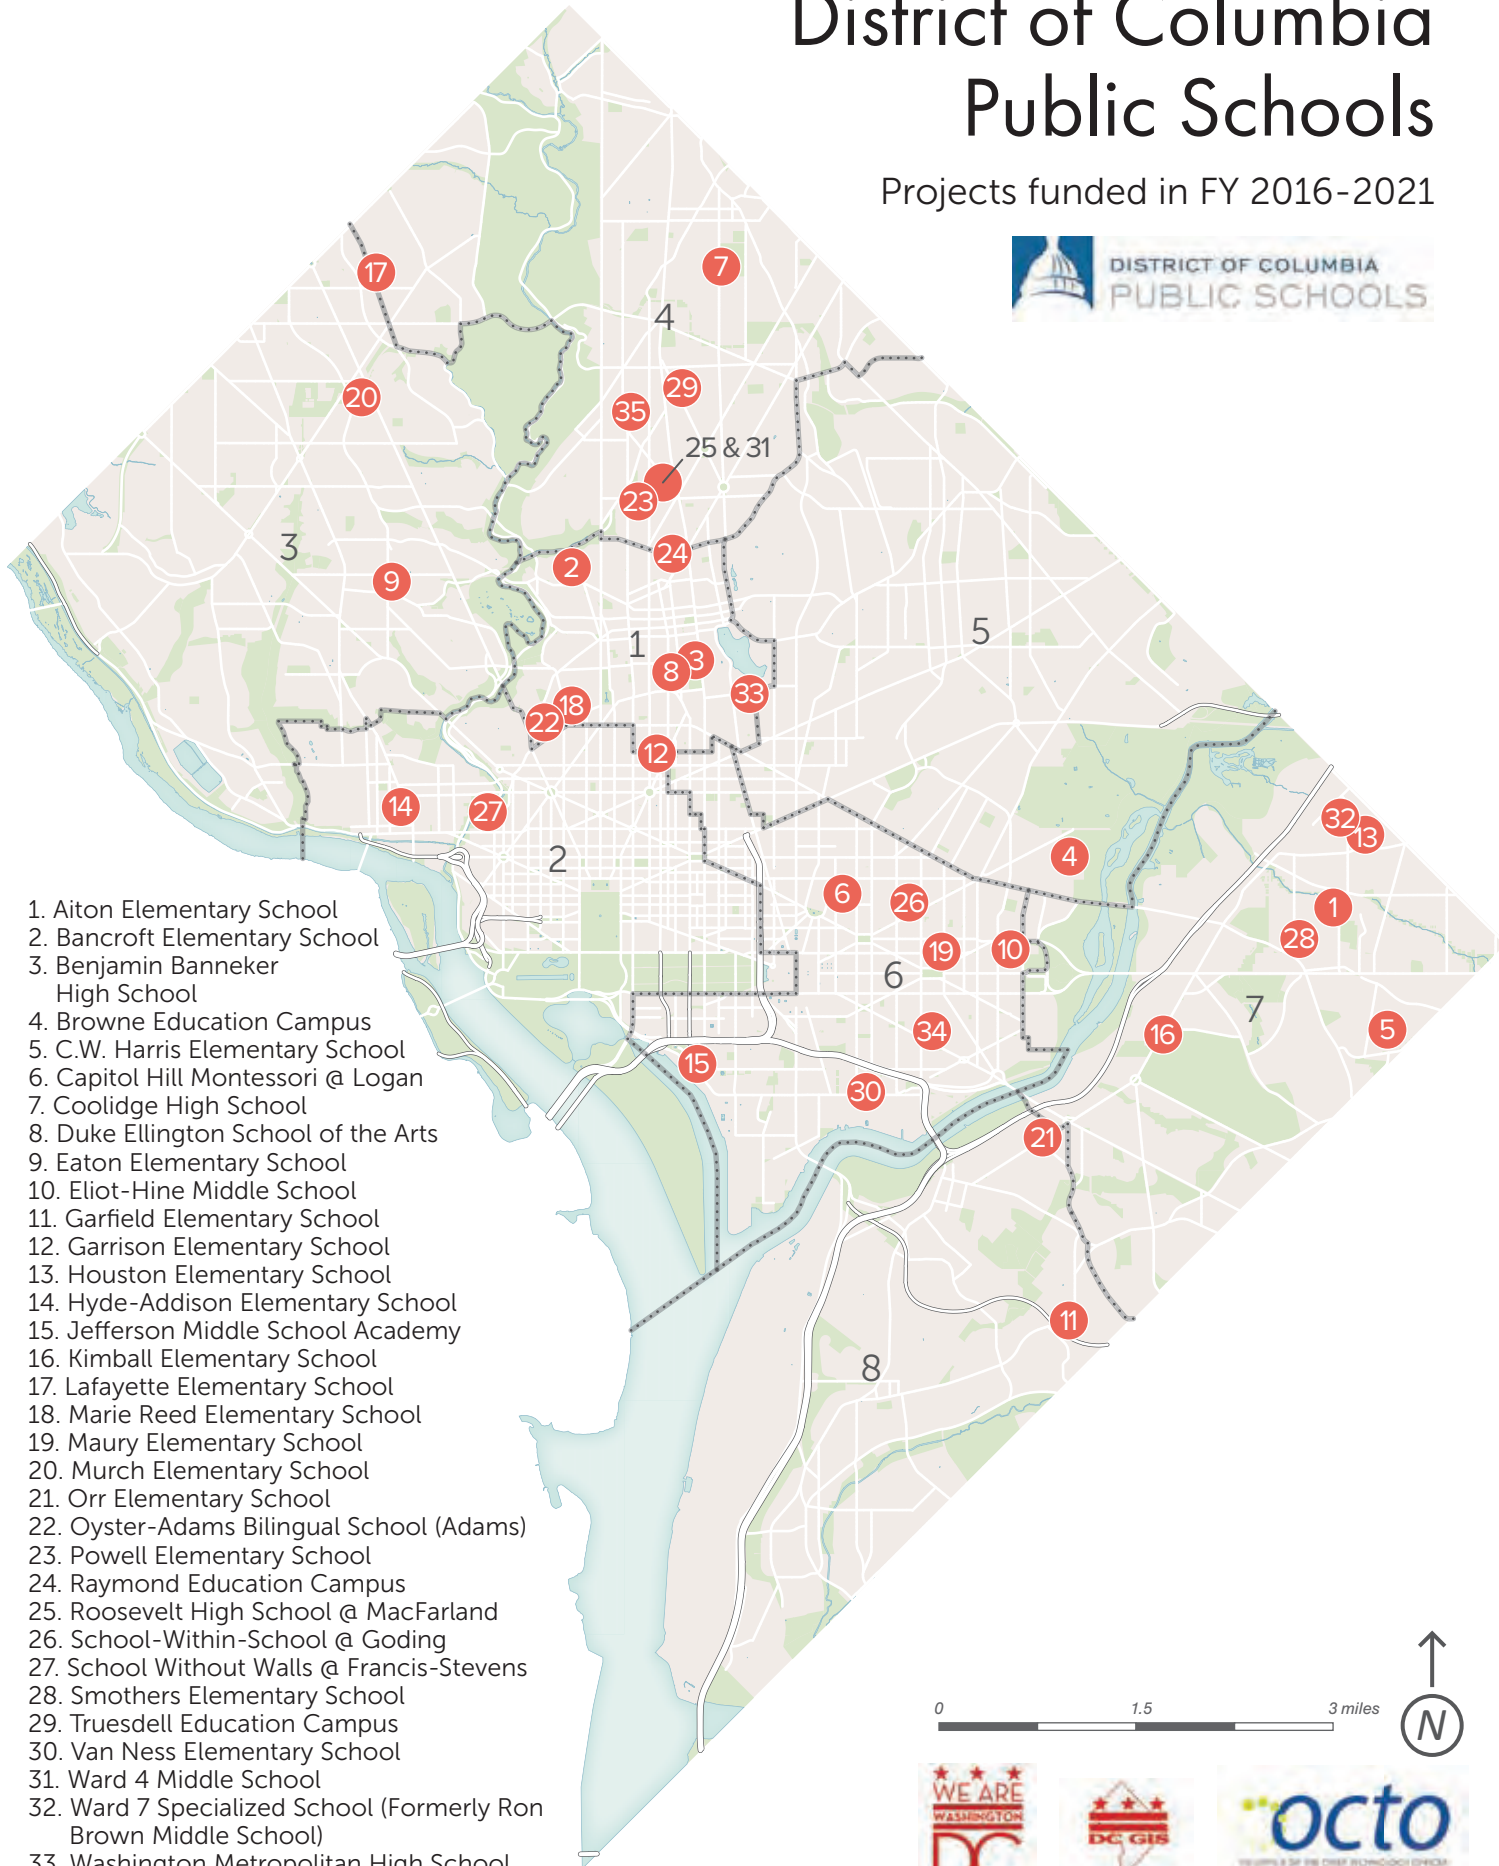 District of Columbia
Public Schools
Projects funded in FY 2016-2021
DISTRICT OF COLUMBIA
PUBLIC SCHOOLS
17
7
4
20
29
35
25 & 31
23
3
24
2
9
5
1
3
8
33
18
22
12
14
27
32
13
2
4
6
26
1
28
19
10
6
7
34
5
16
15
30
21
11
8
1. Aiton Elementary School
2. Bancroft Elementary School
3. Benjamin Banneker
High School
4. Browne Education Campus
5. C.W. Harris Elementary School
6. Capitol Hill Montessori @ Logan
7. Coolidge High School
8. Duke Ellington School of the Arts
9. Eaton Elementary School
10. Eliot-Hine Middle School
11. Garfield Elementary School
12. Garrison Elementary School
13. Houston Elementary School
14. Hyde-Addison Elementary School
15. Jefferson Middle School Academy
16. Kimball Elementary School
17. Lafayette Elementary School
18. Marie Reed Elementary School
19. Maury Elementary School
20. Murch Elementary School
21. Orr Elementary School
22. Oyster-Adams Bilingual School (Adams)
23. Powell Elementary School
24. Raymond Education Campus
25. Roosevelt High School @ MacFarland
26. School-Within-School @ Goding
27. School Without Walls @ Francis-Stevens
28. Smothers Elementary School
29. Truesdell Education Campus
30. Van Ness Elementary School
31. Ward 4 Middle School
32. Ward 7 Specialized School (Formerly Ron
Brown Middle School)
33. Washington Metropolitan High School
0 1.5 3 miles
N
WE ARE
WASHINGTON
DC
DC GIS
octo